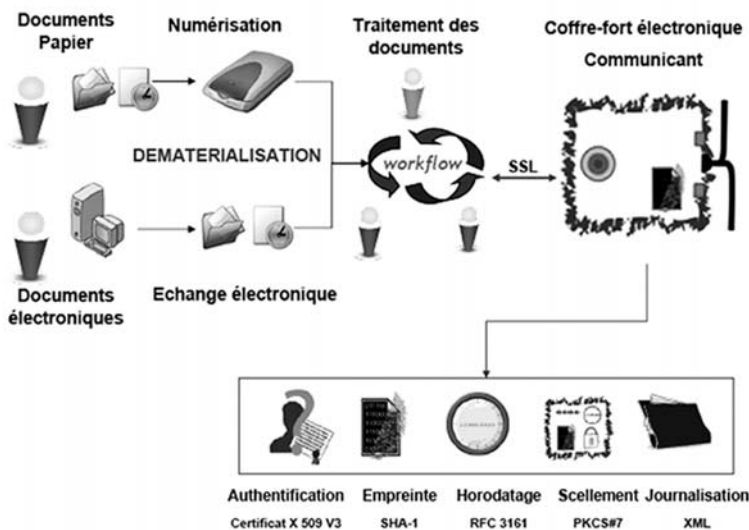 Documents
Papier
Numérisation
Traitement des
documents
Coffre-fort électronique
Communicant
DEMATERIALISATION
workflow
SSL
Documents
électroniques
Echange électronique
Authentification
Empreinte
Horodatage
Scellement
Journalisation
Certificat X 509 V3
SHA-1
RFC 3161
PKCS#7
XML